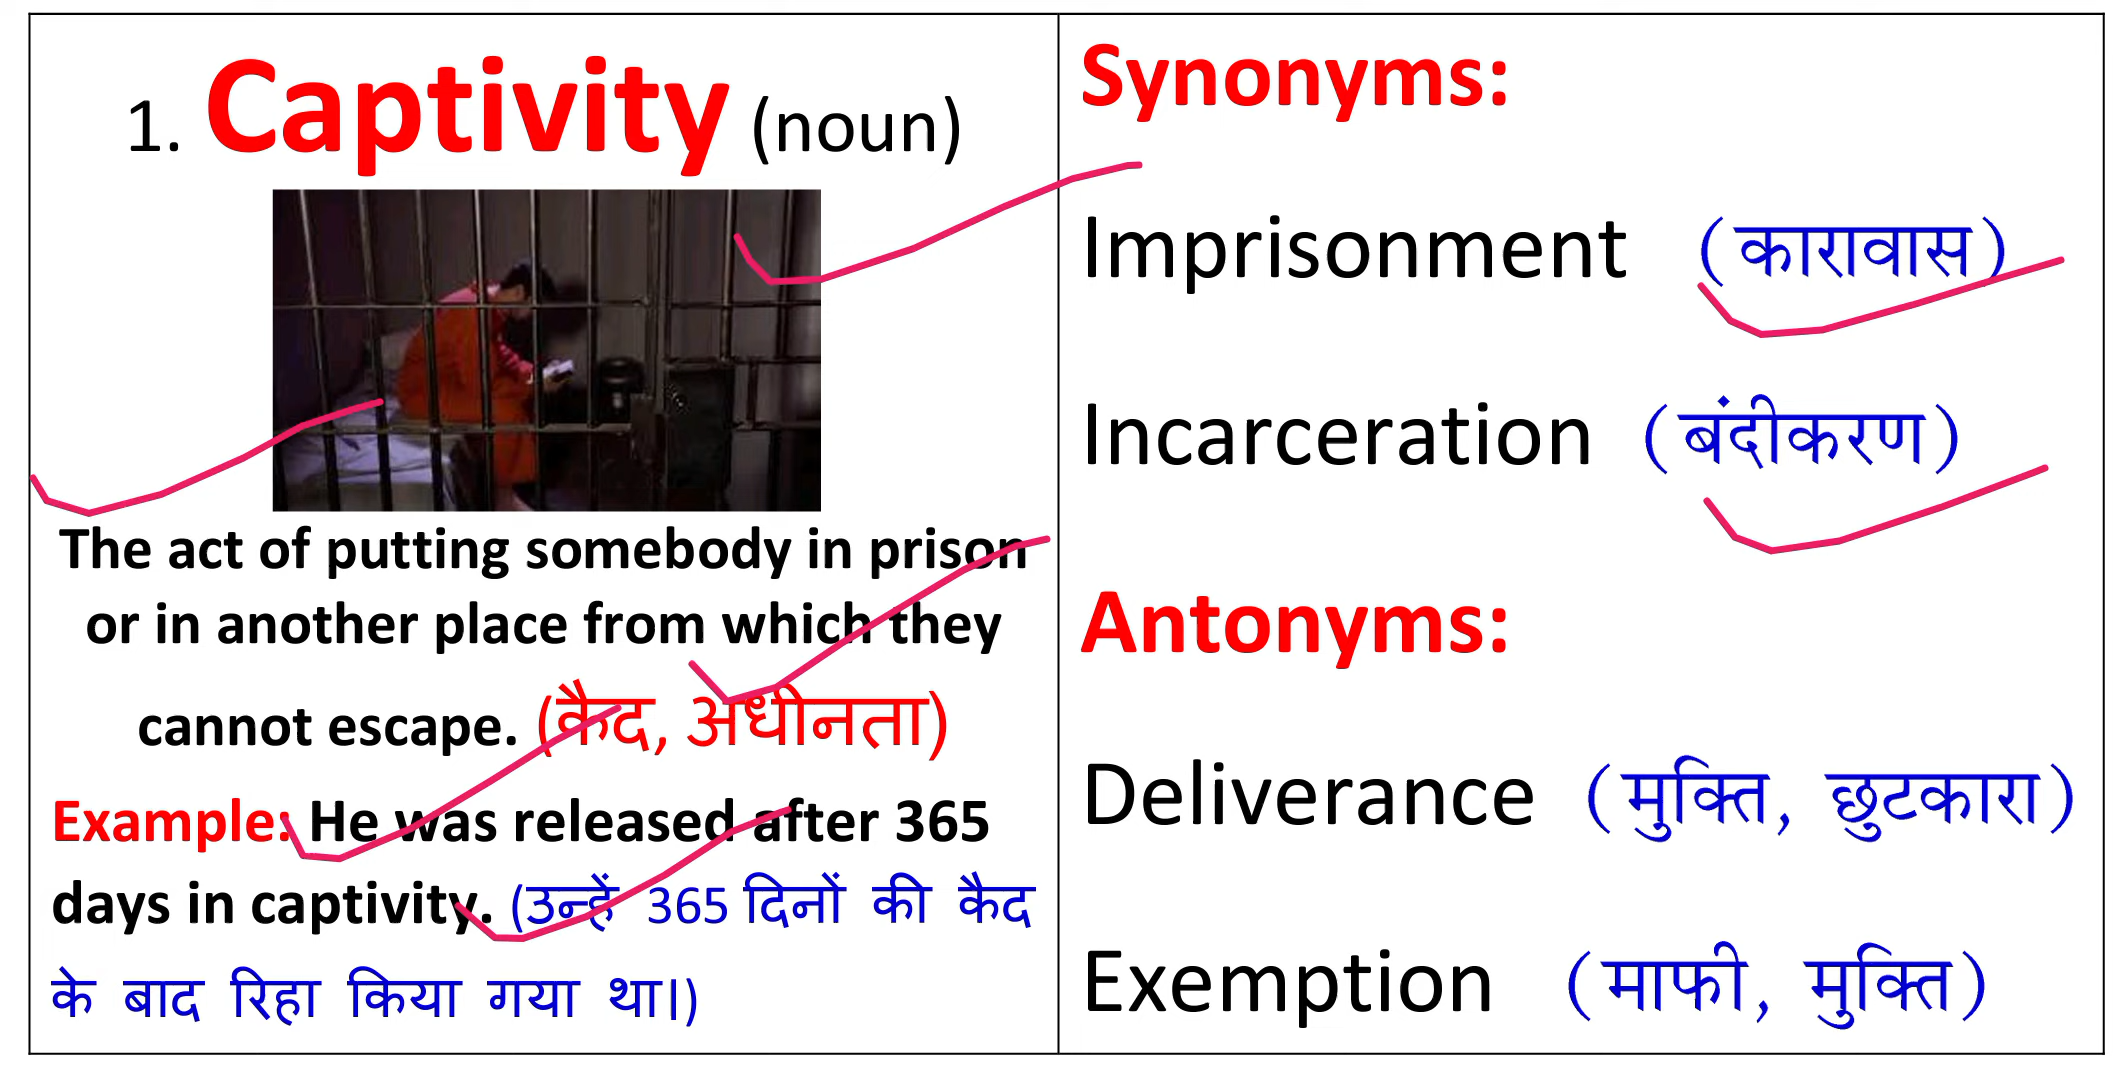 1. Captivity (noun)
The act of putting somebody in prison
or in another place from which they
cannot escape. (कैद, अधीनता)
Example: He was released after 365
days in captivity. (उन्हें 365 दिनों की कैद
के बाद रिहा किया गया था।)
Synonyms:
Imprisonment (कारावास)
Incarceration (बंदीकरण)
Antonyms:
Deliverance (मुक्ति, छुटकारा)
Exemption (माफी, मुक्ति)